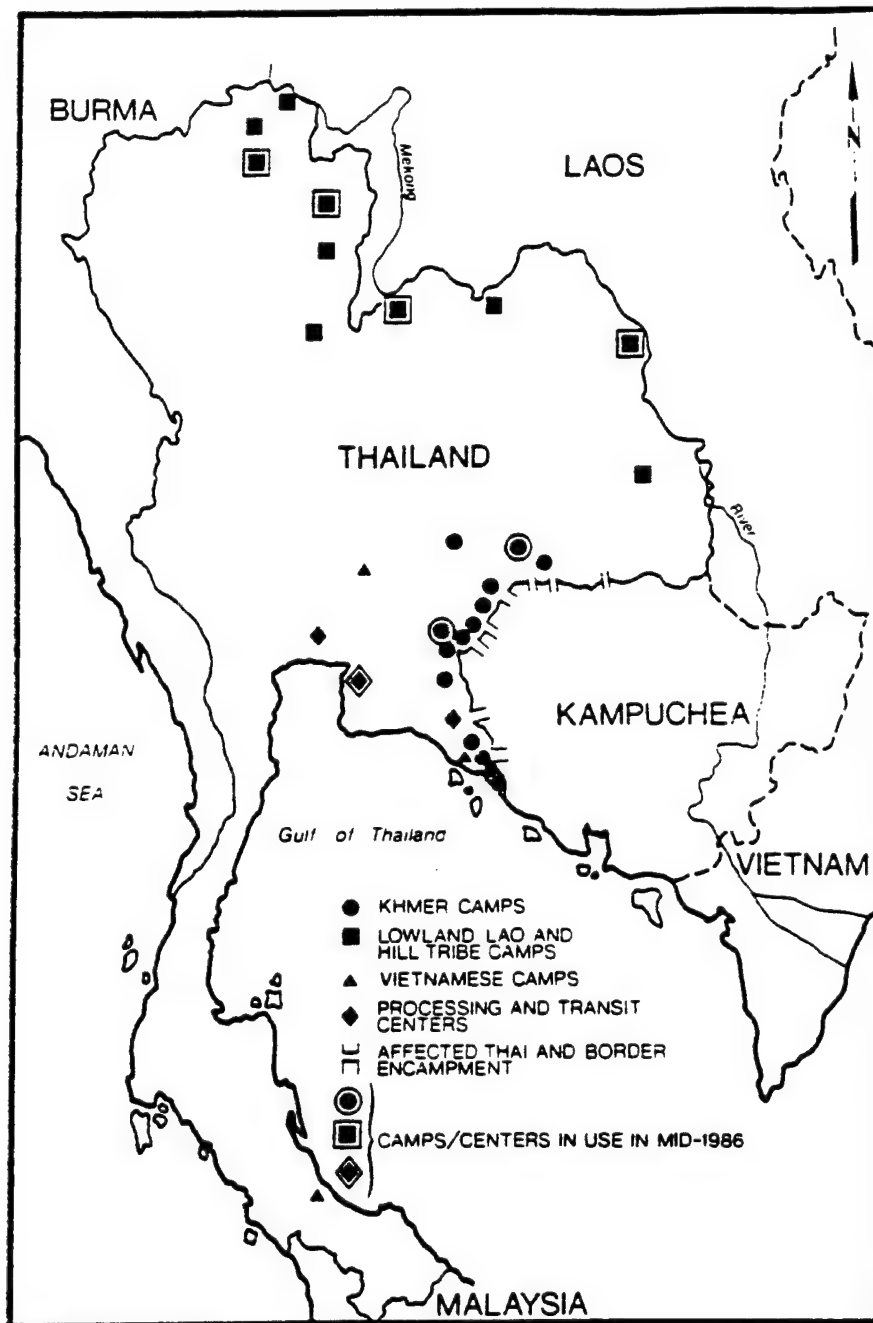 BURMA
N
Mekong
LAOS
THAILAND
River
KAMPUCHEA
ANDAMAN
SEA
Gulf of Thailand
VIETNAM
KHMER CAMPS
LOWLAND LAO AND
HILL TRIBE CAMPS
VIETNAMESE CAMPS
PROCESSING AND TRANSIT
CENTERS
AFFECTED THAI AND BORDER
ENCAMPMENT
CAMPS/CENTERS IN USE IN MID-1986
MALAYSIA